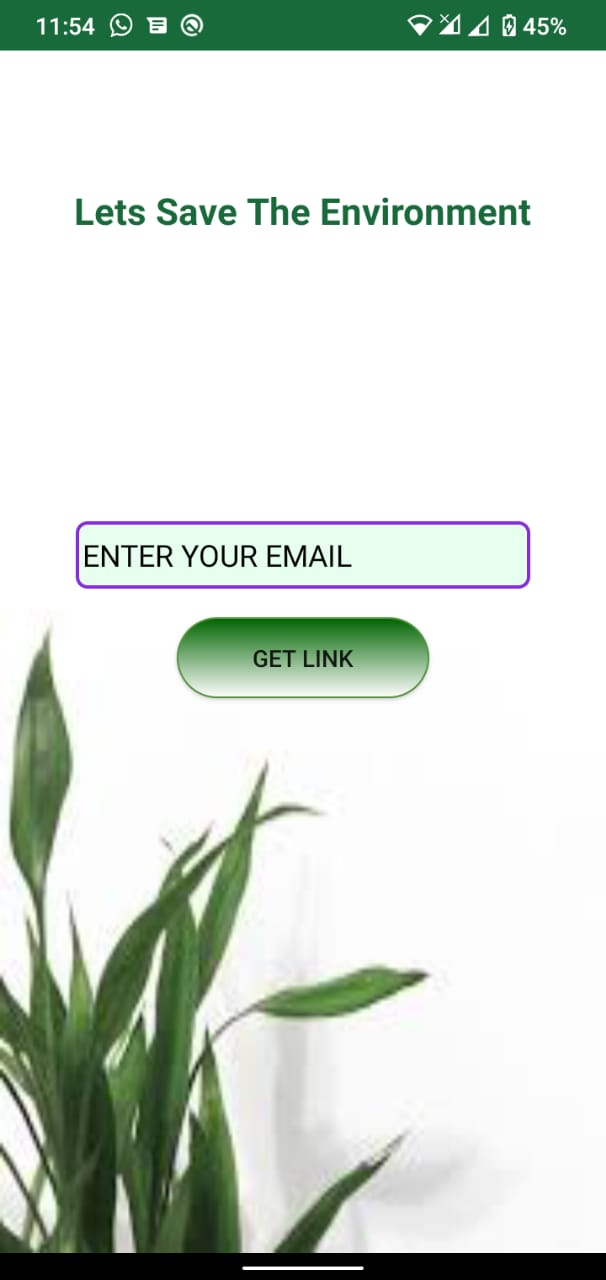 11:54 45%
Lets Save The Environment
ENTER YOUR EMAIL
GET LINK